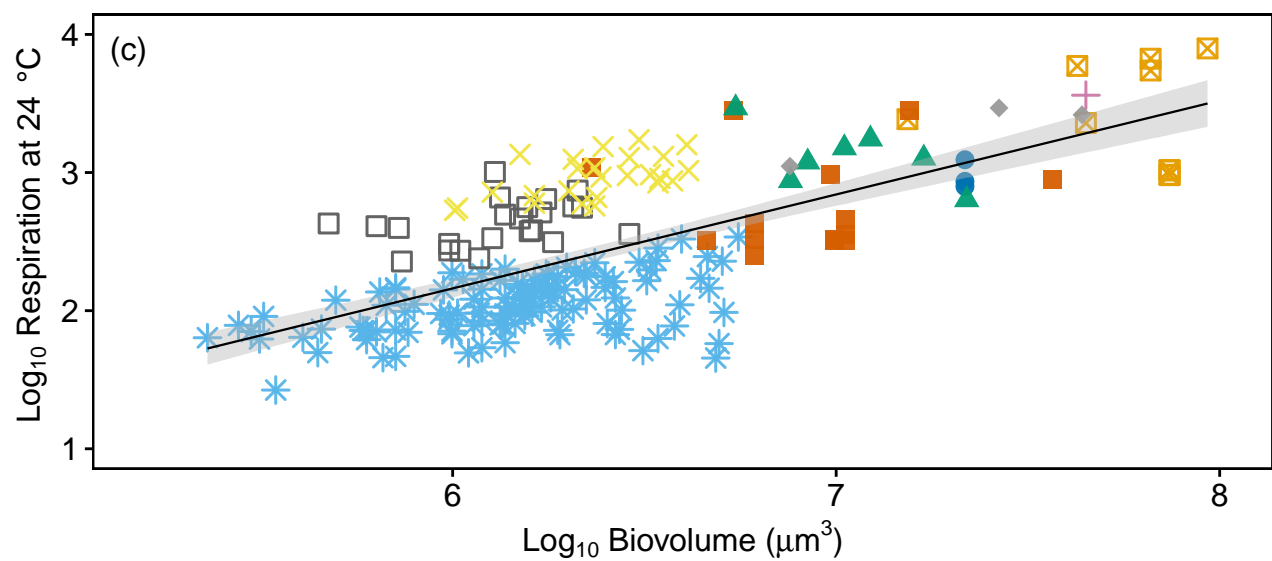 (c)
Log₁₀ Respiration at 24 °C
4
3
2
1
6 7 8
Log₁₀ Biovolume (μm³)